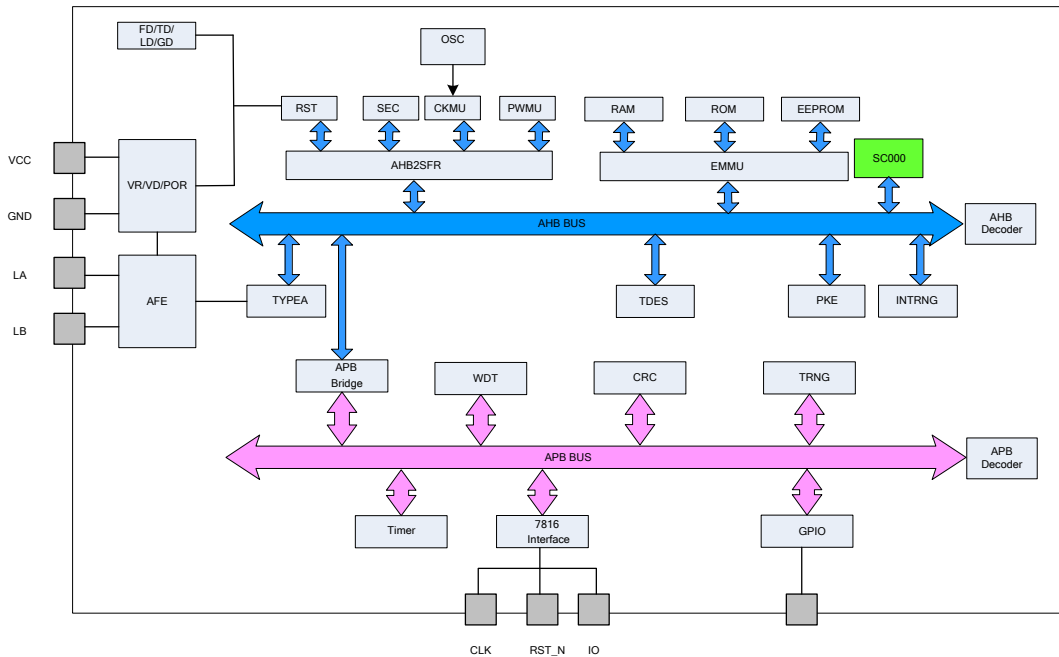 FD/TD/
LD/GD
OSC
RST
SEC
CKMU
PWMU
RAM
ROM
EEPROM
VCC
VR/VD/POR
AHB2SFR
EMMU
SC000
GND
AHB BUS
AHB
Decoder
LA
AFE
TYPEA
TDES
PKE
INTRNG
LB
APB
Bridge
WDT
CRC
TRNG
APB BUS
APB
Decoder
Timer
7816
Interface
GPIO
CLK
RST_N
IO